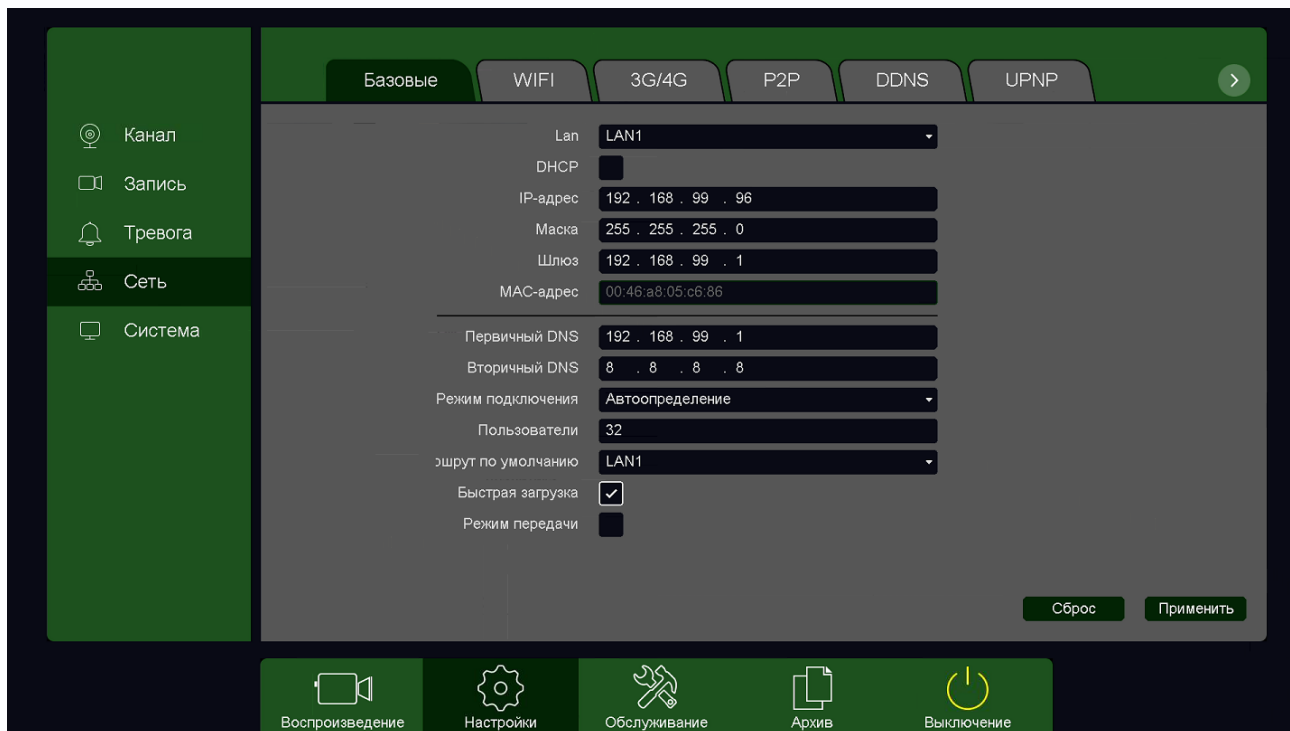 Базовые WIFI 3G/4G P2P DDNS UPNP
Канал
Запись
Тревога
Сеть
Система
Lan LAN1
DHCP
IP-адрес 192 . 168 . 99 . 96
Маска 255 . 255 . 255 . 0
Шлюз 192 . 168 . 99 . 1
MAC-адрес 00:46:a8:05:c6:86
Первичный DNS 192 . 168 . 99 . 1
Вторичный DNS 8 . 8 . 8 . 8
Режим подключения Автоопределение
Пользователи 32
ошрут по умолчанию LAN1
Быстрая загрузка
Режим передачи
Сброс Применить
Воспроизведение Настройки Обслуживание Архив Выключение